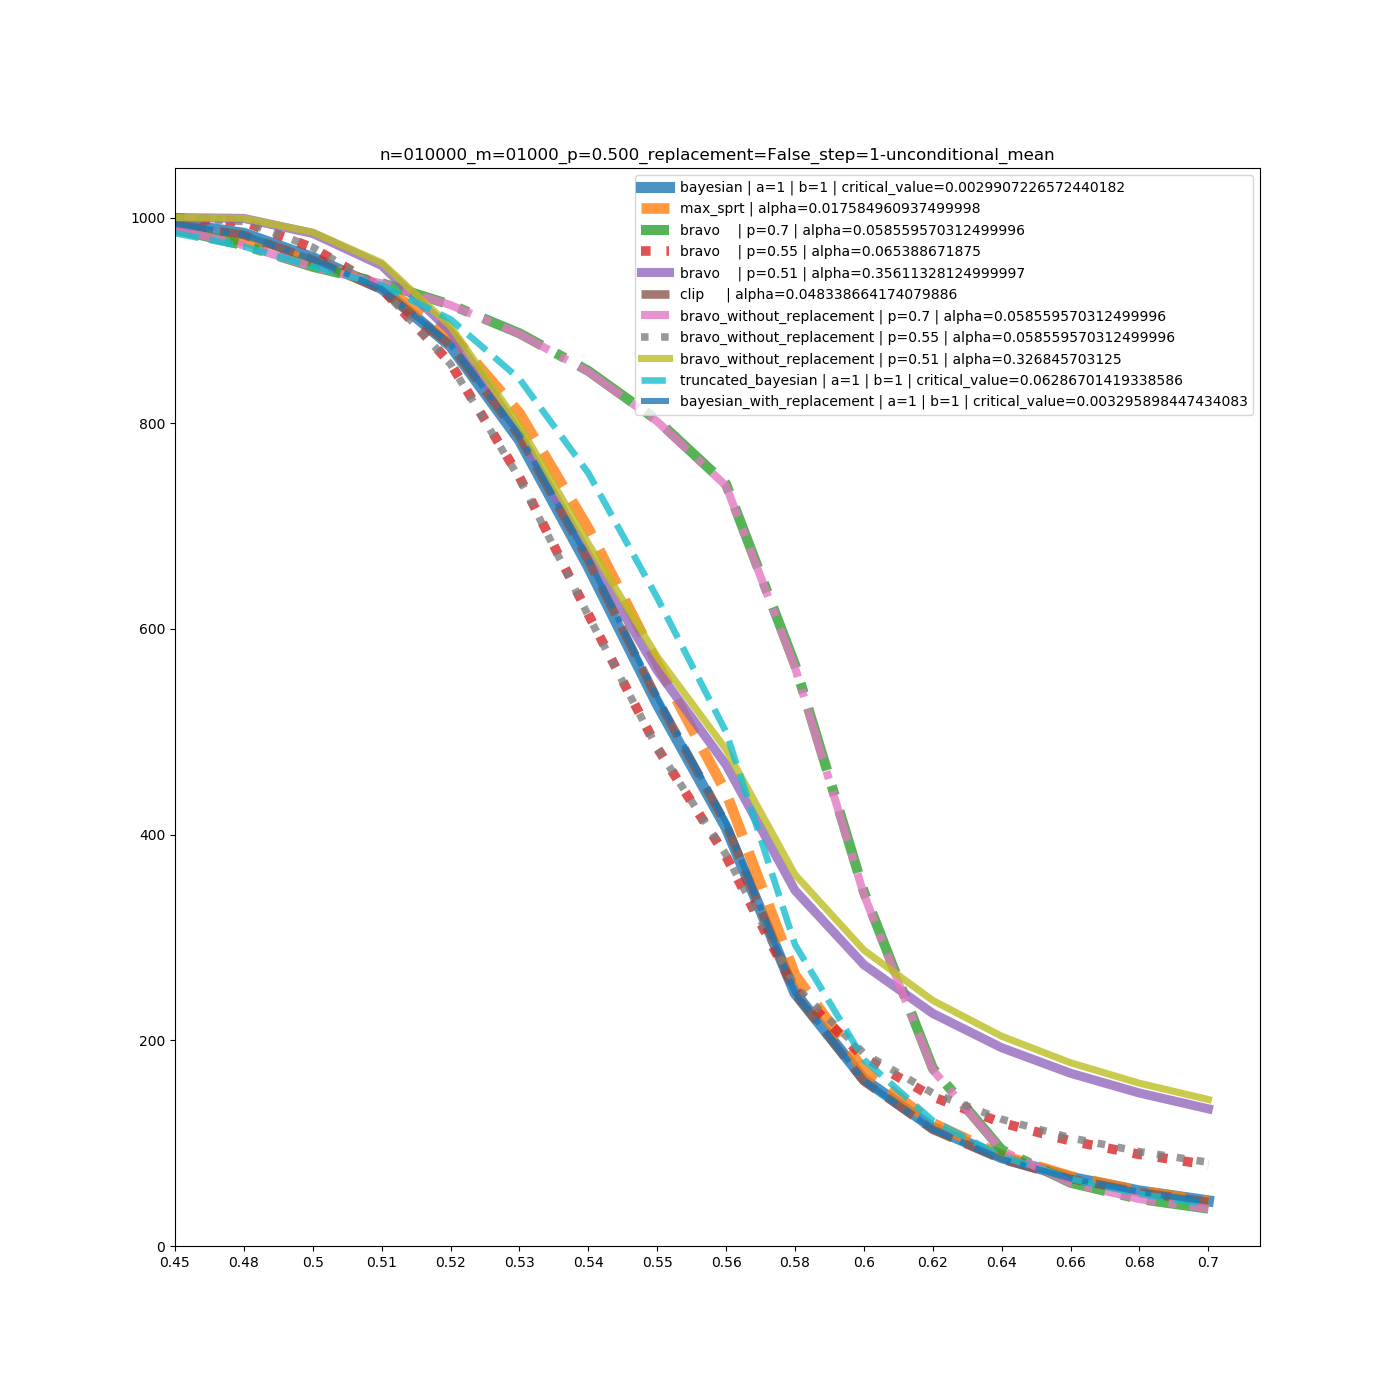 n=010000_m=01000_p=0.500_replacement=False_step=1-unconditional_mean
bayesian | a=1 | b=1 | critical_value=0.0029907226572440182
max_sprt | alpha=0.017584960937499998
bravo | p=0.7 | alpha=0.058559570312499996
bravo | p=0.55 | alpha=0.065388671875
bravo | p=0.51 | alpha=0.35611328124999997
clip | alpha=0.048338664174079886
bravo_without_replacement | p=0.7 | alpha=0.058559570312499996
bravo_without_replacement | p=0.55 | alpha=0.058559570312499996
bravo_without_replacement | p=0.51 | alpha=0.326845703125
truncated_bayesian | a=1 | b=1 | critical_value=0.06286701419338586
bayesian_with_replacement | a=1 | b=1 | critical_value=0.003295898447434083
1000
800
600
400
200
0
0.45 0.48 0.5 0.51 0.52 0.53 0.54 0.55 0.56 0.58 0.6 0.62 0.64 0.66 0.68 0.7